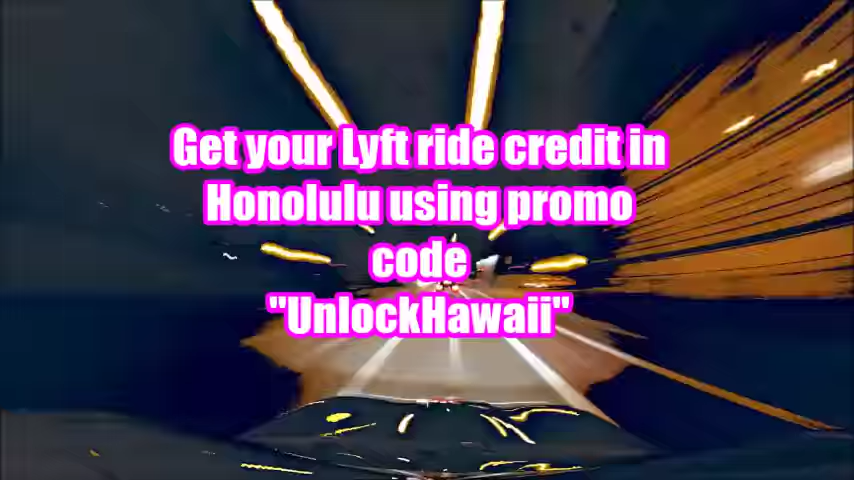 Get your Lyft ride credit in
Honolulu using promo
code
"UnlockHawaii"